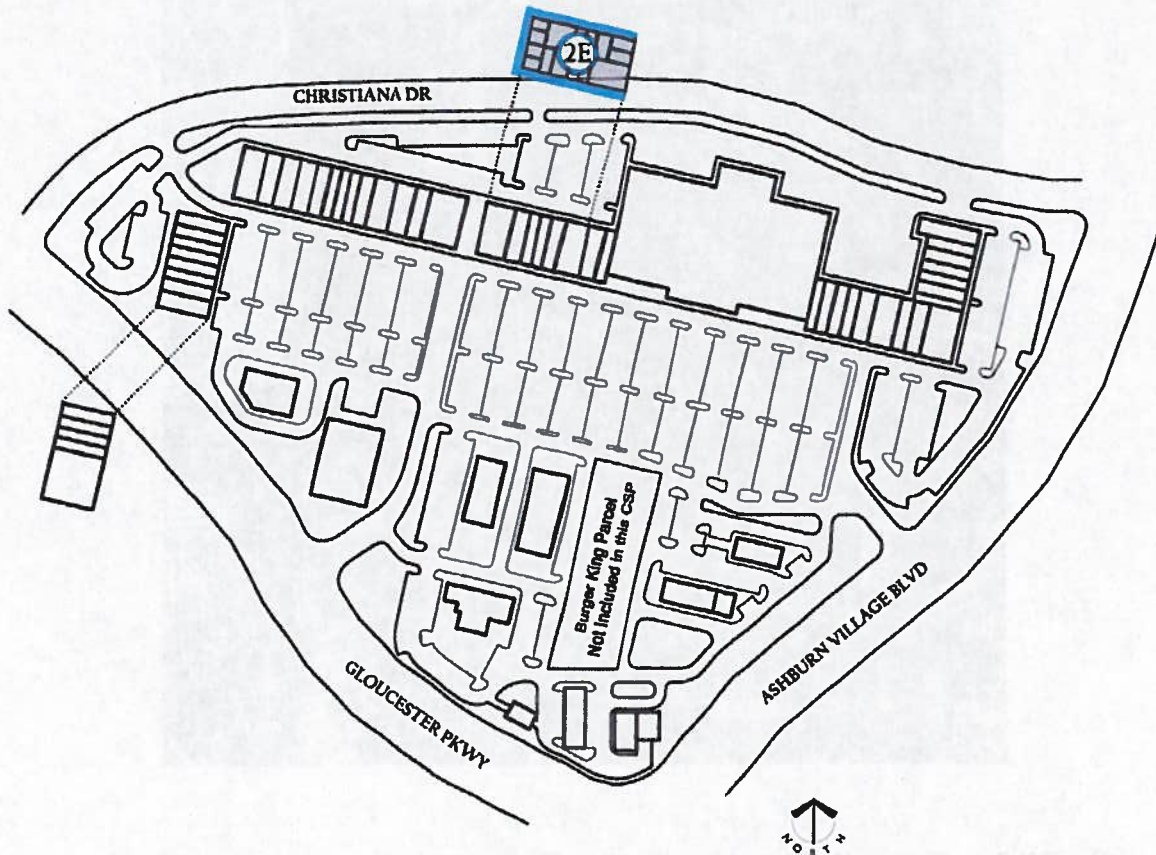 2E
CHRISTIANA DR
Burger King Parcel
Not Included in this CSP
ASHBURN VILLAGE BLVD
GLOUCESTER PKWY
NORTH